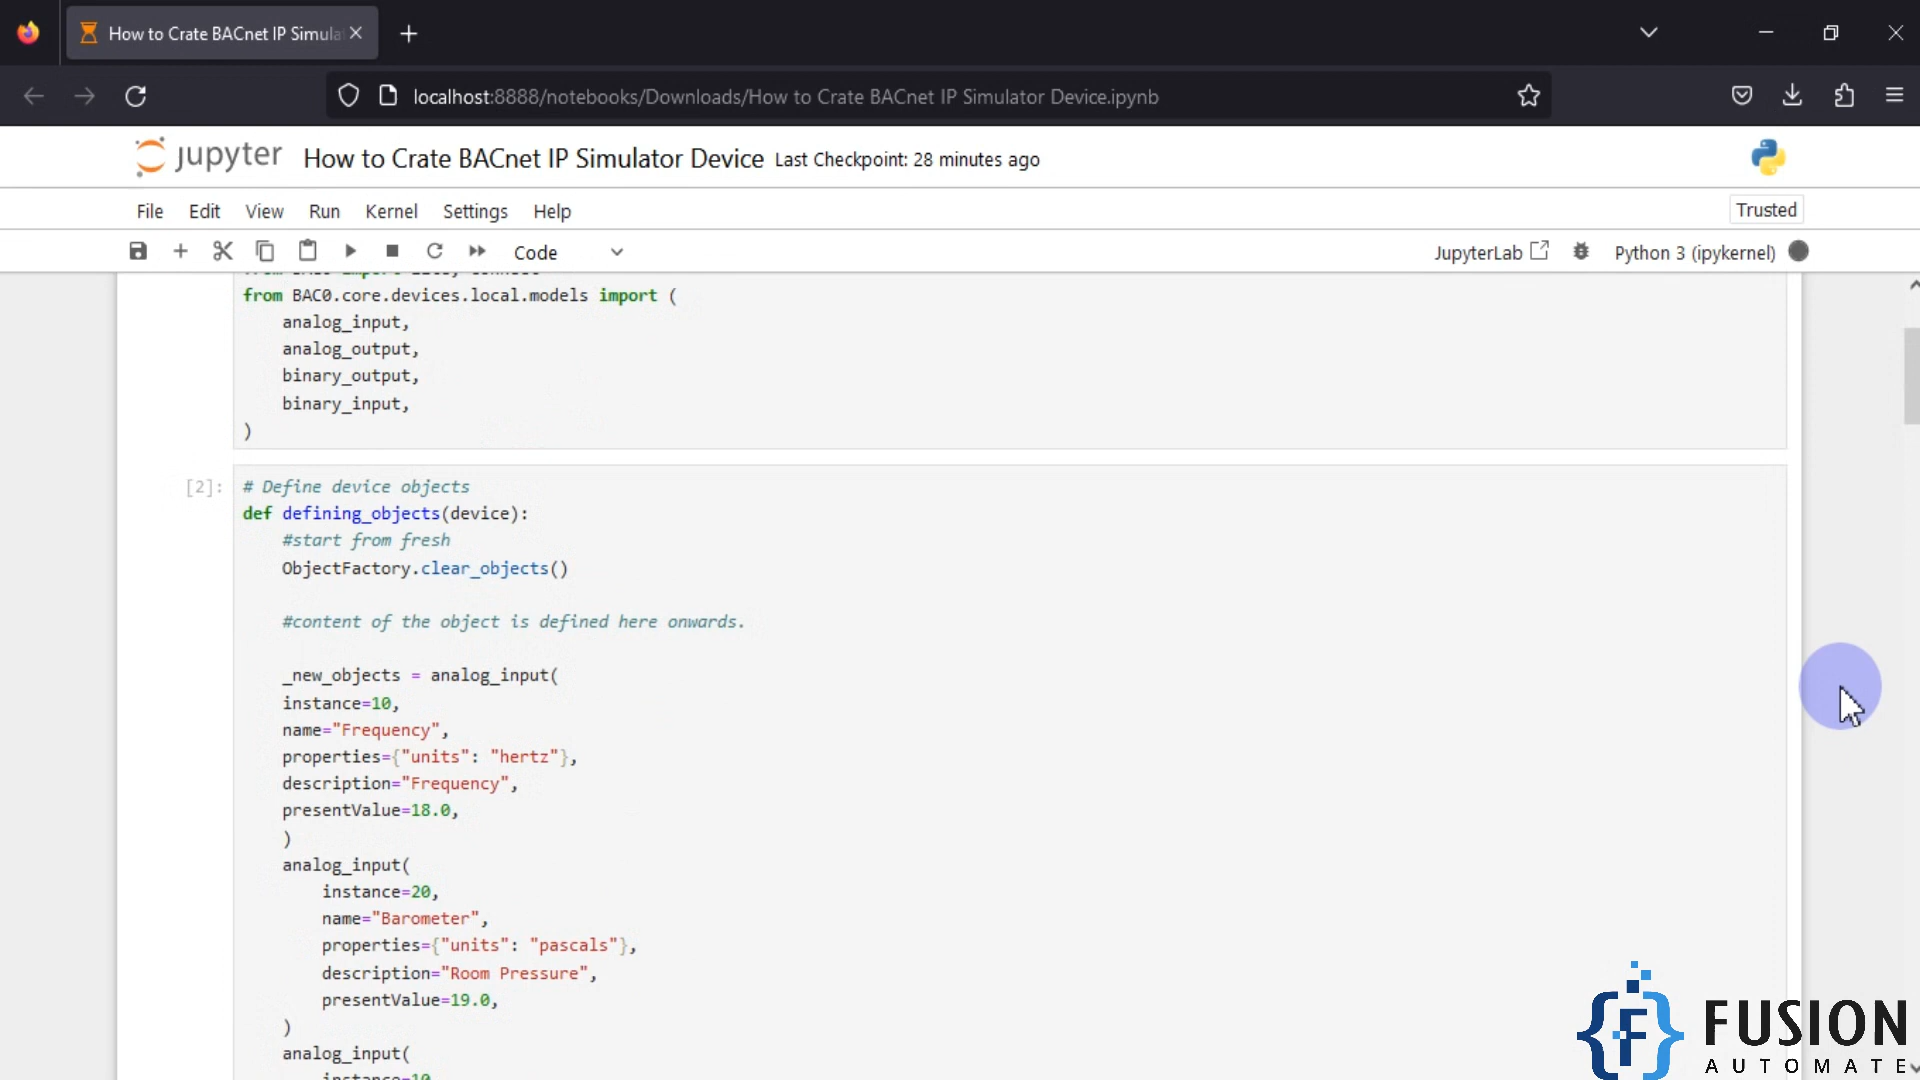 How to Crate BACnet IP Simula
localhost:8888/notebooks/Downloads/How to Crate BACnet IP Simulator Device.ipynb
jupyter How to Crate BACnet IP Simulator Device Last Checkpoint: 28 minutes ago
File Edit View Run Kernel Settings Help Trusted
Code JupyterLab Python 3 (ipykernel)
from BAC0.core.devices.local.models import (
analog_input,
analog_output,
binary_output,
binary_input,
)
[2]: # Define device objects
def defining_objects(device):
#start from fresh
ObjectFactory.clear_objects()
#content of the object is defined here onwards.
_new_objects = analog_input(
instance=10,
name="Frequency",
properties={"units": "hertz"},
description="Frequency",
presentValue=18.0,
)
analog_input(
instance=20,
name="Barometer",
properties={"units": "pascals"},
description="Room Pressure",
presentValue=19.0,
)
analog_input(
{F} FUSION
AUTOMATE